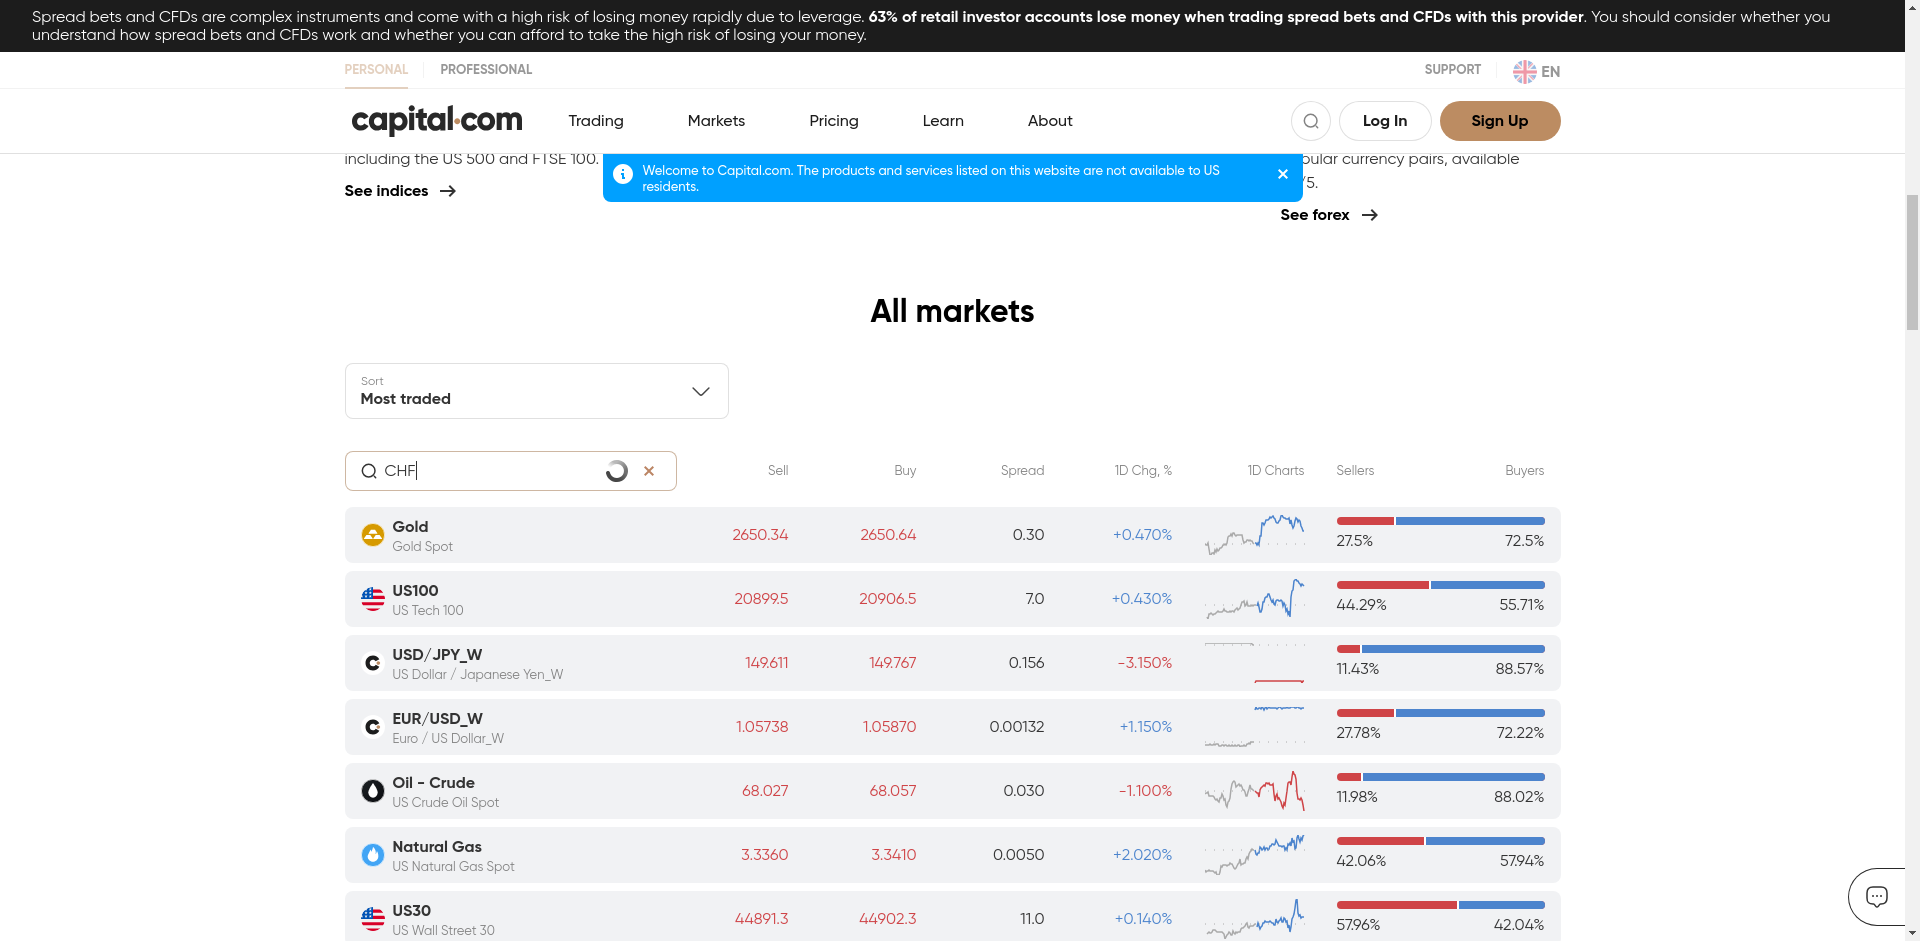 Spread bets and CFDs are complex instruments and come with a high risk of losing money rapidly due to leverage. 63% of retail investor accounts lose money when trading spread bets and CFDs with this provider. You should consider whether you
understand how spread bets and CFDs work and whether you can afford to take the high risk of losing your money.
PERSONAL PROFESSIONAL SUPPORT EN
capital.com Trading Markets Pricing Learn About Log In Sign Up
including the US 500 and FTSE 100.
pular currency pairs, available
/5.
Welcome to Capital.com. The products and services listed on this website are not available to US
residents.
See indices
See forex
All markets
Sort
Most traded
CHF Sell Buy Spread 1D Chg, % 1D Charts Sellers Buyers
Gold
Gold Spot
2650.34 2650.64 0.30 +0.470% 27.5% 72.5%
US100
US Tech 100
20899.5 20906.5 7.0 +0.430% 44.29% 55.71%
USD/JPY_W
US Dollar / Japanese Yen_W
149.611 149.767 0.156 -3.150% 11.43% 88.57%
EUR/USD_W
Euro / US Dollar_W
1.05738 1.05870 0.00132 +1.150% 27.78% 72.22%
Oil - Crude
US Crude Oil Spot
68.027 68.057 0.030 -1.100% 11.98% 88.02%
Natural Gas
US Natural Gas Spot
3.3360 3.3410 0.0050 +2.020% 42.06% 57.94%
US30
US Wall Street 30
44891.3 44902.3 11.0 +0.140% 57.96% 42.04%